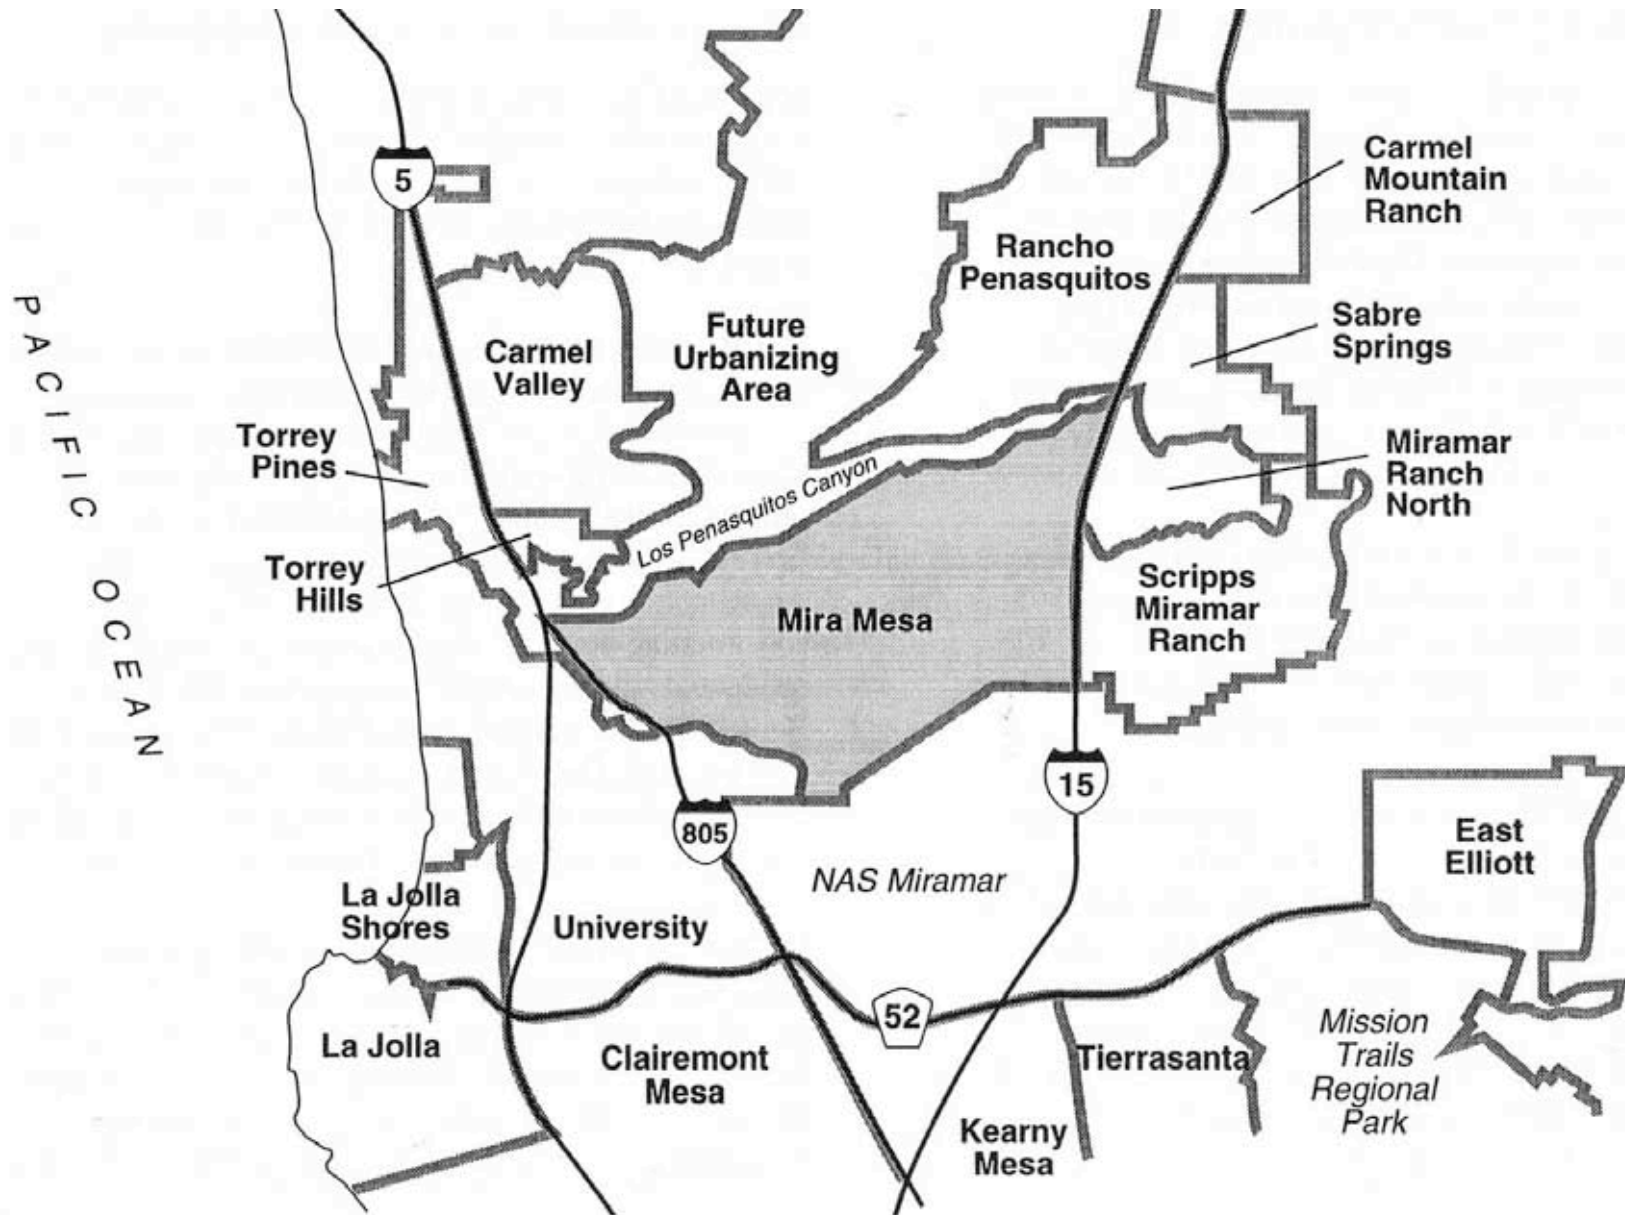 5
Carmel
Mountain
Ranch
Rancho
Penasquitos
PACIFIC OCEAN
Future
Urbanizing
Area
Sabre
Springs
Carmel
Valley
Torrey
Pines
Miramar
Ranch
North
Los Penasquitos Canyon
Torrey
Hills
Scripps
Miramar
Ranch
Mira Mesa
15
805
East
Elliott
NAS Miramar
La Jolla
Shores
University
52
La Jolla
Clairemont
Mesa
Tierrasanta
Mission
Trails
Regional
Park
Kearny
Mesa